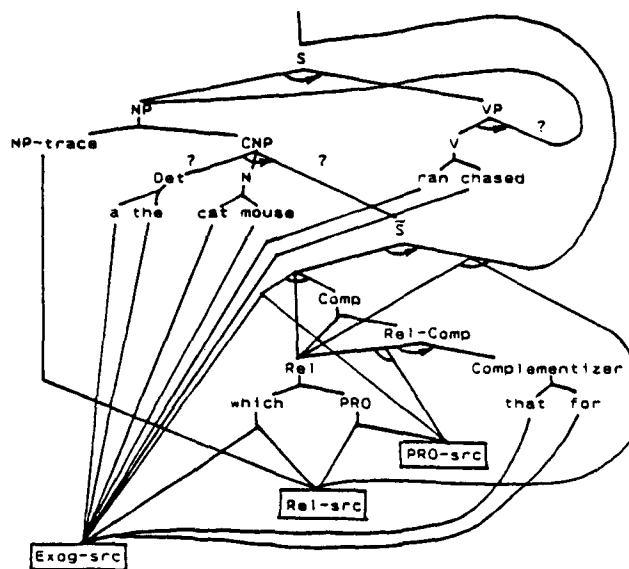 S
NP VP
?
NP-trace CNP V
? ?
Det N ran chased
a the cat mouse
S̄
Comp
Rel-Comp
Rel Complementizer
which PRO that for
PRO-src
Rel-src
Exog-src